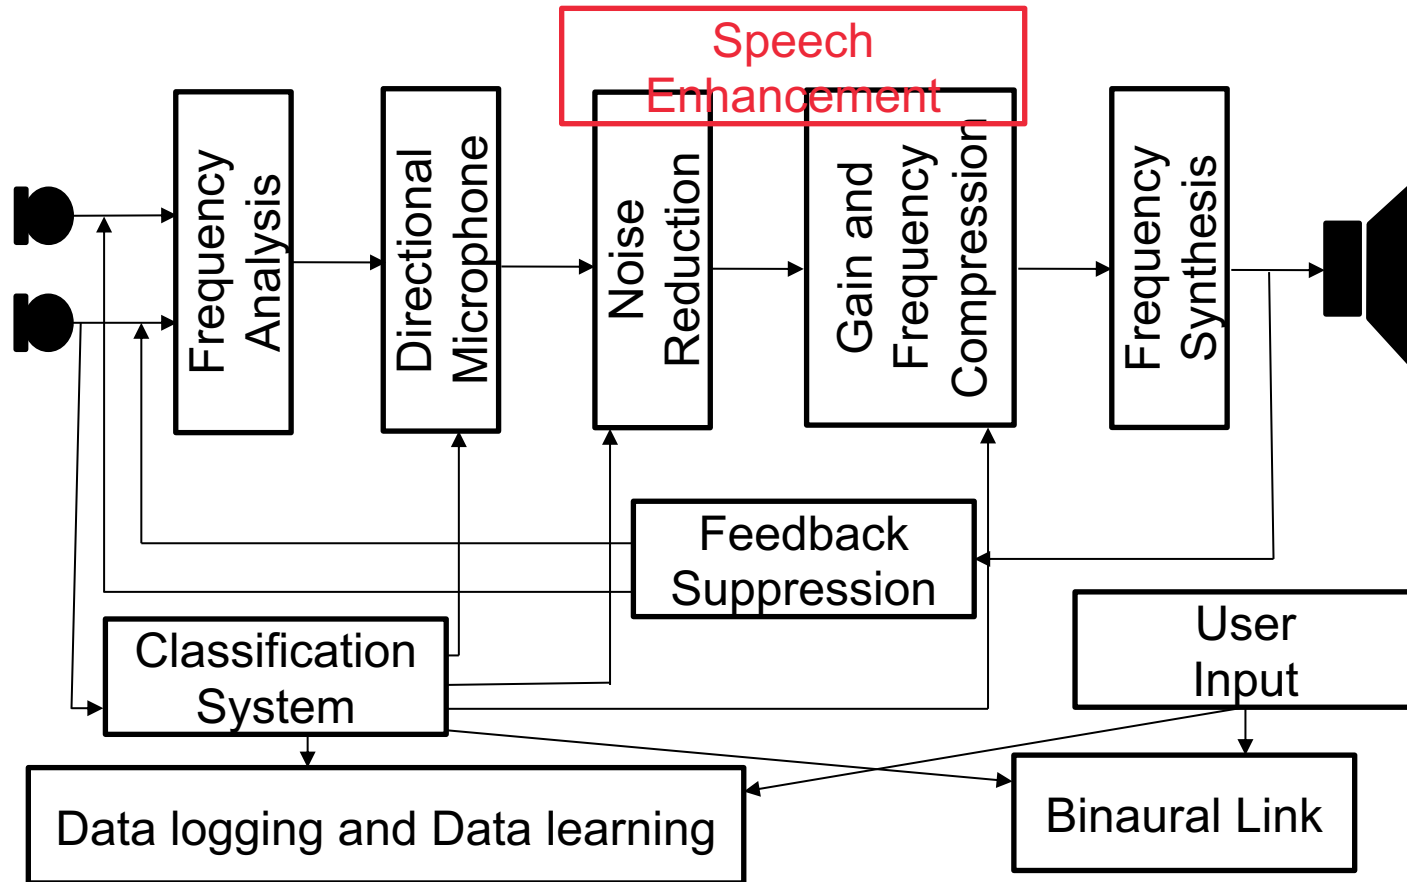 Speech
Enhancement
Frequency
Analysis
Directional
Microphone
Noise
Reduction
Gain and
Frequency
Compression
Frequency
Synthesis
Feedback
Suppression
Classification
System
User
Input
Data logging and Data learning
Binaural Link